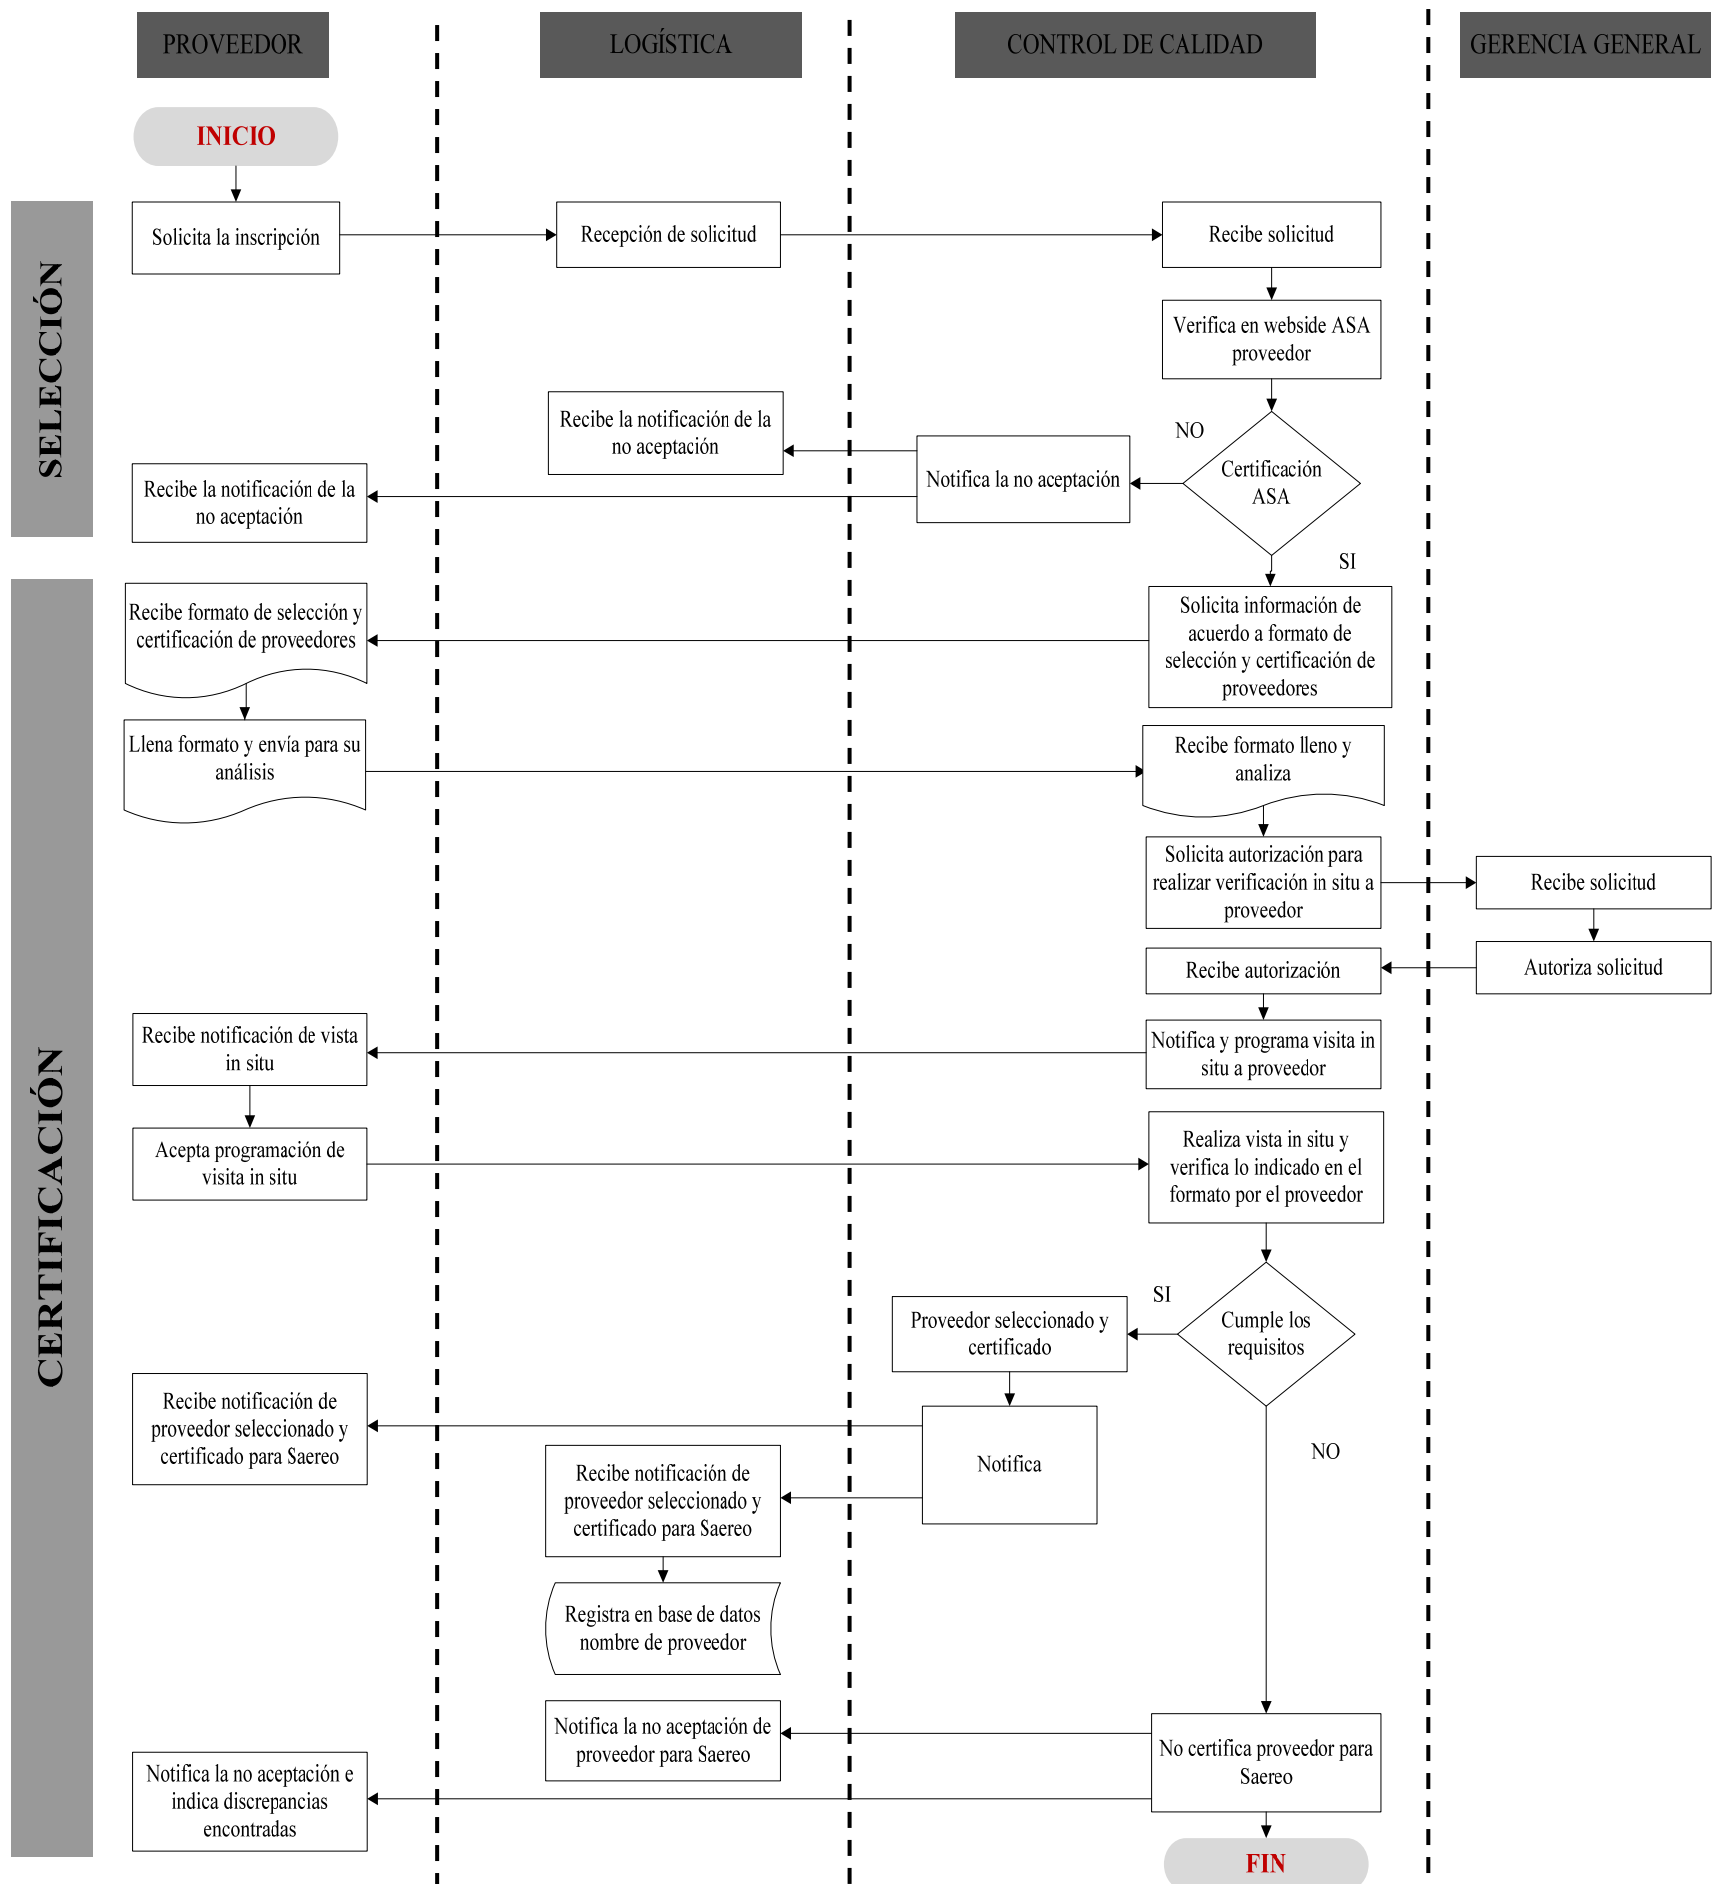 PROVEEDOR
LOGÍSTICA
CONTROL DE CALIDAD
GERENCIA GENERAL
INICIO
SELECCIÓN
Solicita la inscripción
Recepción de solicitud
Recibe solicitud
Verifica en webside ASA
proveedor
Certificación
ASA
NO
Notifica la no aceptación
Recibe la notificación de la
no aceptación
Recibe la notificación de la
no aceptación
SI
CERTIFICACIÓN
Solicita información de
acuerdo a formato de
selección y certificación de
proveedores
Recibe formato de selección y
certificación de proveedores
Llena formato y envía para su
análisis
Recibe formato lleno y
analiza
Solicita autorización para
realizar verificación in situ a
proveedor
Recibe solicitud
Autoriza solicitud
Recibe autorización
Notifica y programa visita in
situ a proveedor
Recibe notificación de vista
in situ
Acepta programación de
visita in situ
Realiza vista in situ y
verifica lo indicado en el
formato por el proveedor
Cumple los
requisitos
SI
Proveedor seleccionado y
certificado
Notifica
Recibe notificación de
proveedor seleccionado y
certificado para Saereo
Recibe notificación de
proveedor seleccionado y
certificado para Saereo
Registra en base de datos
nombre de proveedor
NO
No certifica proveedor para
Saereo
Notifica la no aceptación de
proveedor para Saereo
Notifica la no aceptación e
indica discrepancias
encontradas
FIN